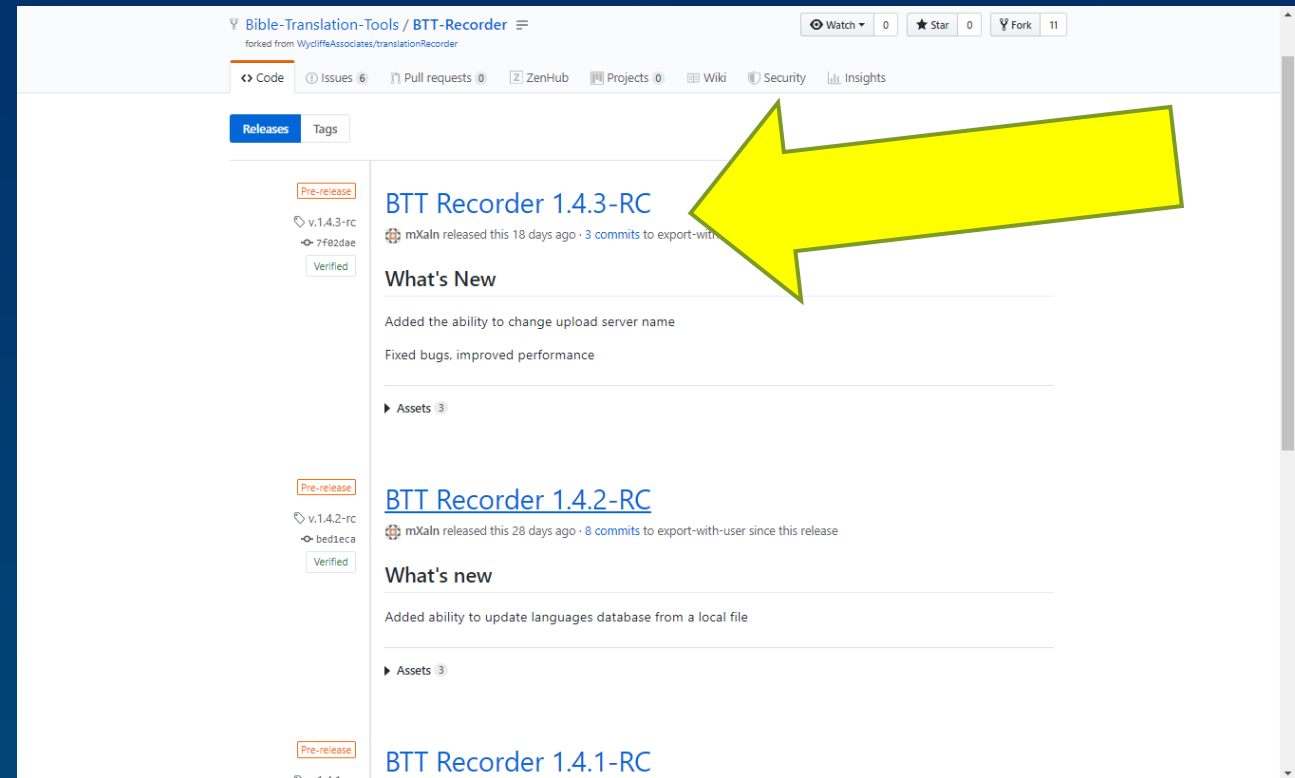 Bible-Translation-Tools / BTT-Recorder
Watch 0 Star 0 Fork 11
forked from WycliffeAssociates/translationRecorder
Code Issues 6 Pull requests 0 ZenHub Projects 0 Wiki Security Insights
Releases Tags
Pre-release
BTT Recorder 1.4.3-RC
v.1.4.3-rc
mXaln released this 18 days ago · 3 commits to
7f02dae
Verified
What's New
Added the ability to change upload server name
Fixed bugs, improved performance
Assets 3
Pre-release
BTT Recorder 1.4.2-RC
v.1.4.2-rc
mXaln released this 28 days ago · 8 commits to export-with-user since this release
bed1eca
Verified
What's new
Added ability to update languages database from a local file
Assets 3
Pre-release
BTT Recorder 1.4.1-RC